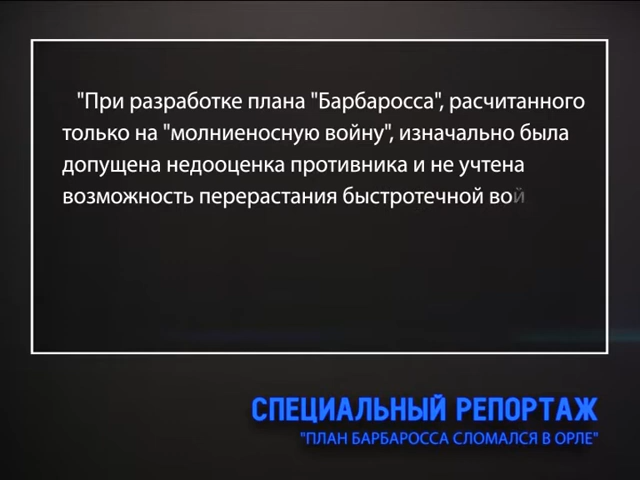 "При разработке плана "Барбаросса", расчитанного
только на "молниеносную войну", изначально была
допущена недооценка противника и не учтена
возможность перерастания быстротечной вой
СПЕЦИАЛЬНЫЙ РЕПОРТАЖ
"ПЛАН БАРБАРОССА СЛОМАЛСЯ В ОРЛЕ"